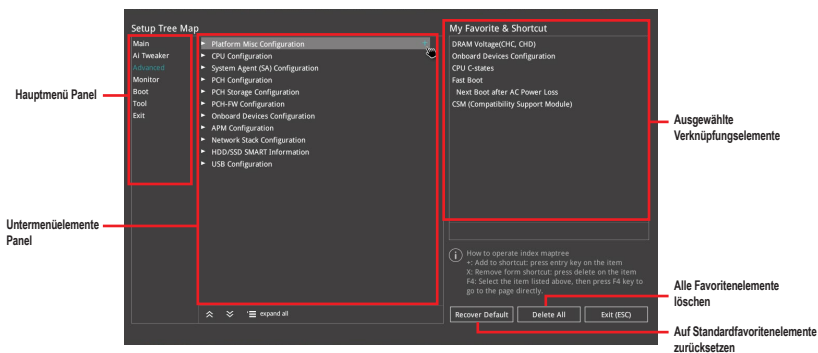 Setup Tree Map
Main
Ai Tweaker
Advanced
Monitor
Boot
Tool
Exit
Platform Misc Configuration
CPU Configuration
System Agent (SA) Configuration
PCH Configuration
PCH Storage Configuration
PCH-FW Configuration
Onboard Devices Configuration
APM Configuration
Network Stack Configuration
HDD/SSD SMART Information
USB Configuration
expand all
My Favorite & Shortcut
DRAM Voltage(CHC, CHD)
Onboard Devices Configuration
CPU C-states
Fast Boot
Next Boot after AC Power Loss
CSM (Compatibility Support Module)
How to operate index maptree
+: Add to shortcut: press entry key on the item
X: Remove form shortcut: press delete on the item
F4: Select the item listed above, then press F4 key to
go to the page directly.
Recover Default
Delete All
Exit (ESC)
Hauptmenü Panel
Untermenüelemente
Panel
Ausgewählte
Verknüpfungselemente
Alle Favoritenelemente
löschen
Auf Standardfavoritenelemente
zurücksetzen